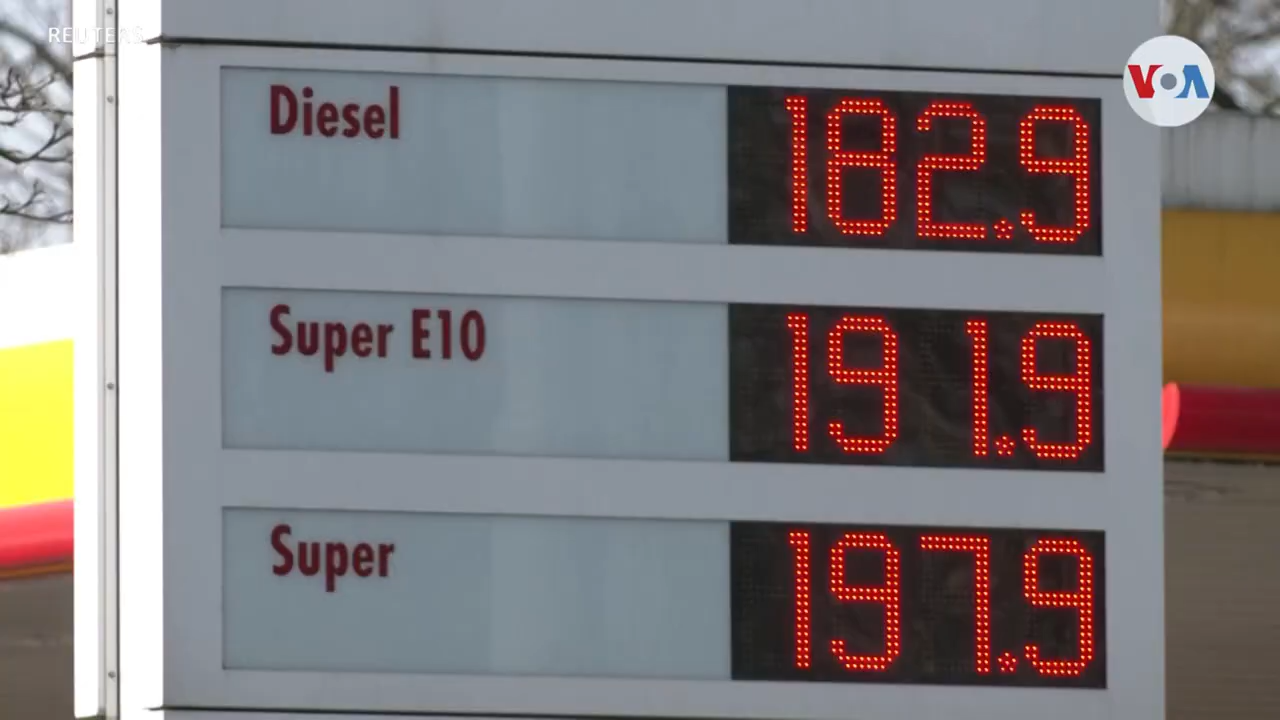 REUTERS
VOA
Diesel 182.9
Super E10 191.9
Super 197.9